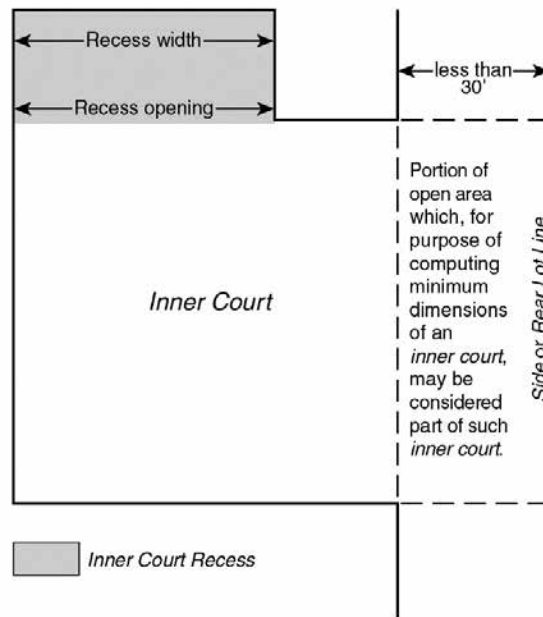 Recess width
less than
30'
Recess opening
Portion of
open area
which, for
purpose of
computing
minimum
dimensions
of an
inner court,
may be
considered
part of such
inner court.
Inner Court
Side or Rear Lot Line
Inner Court Recess